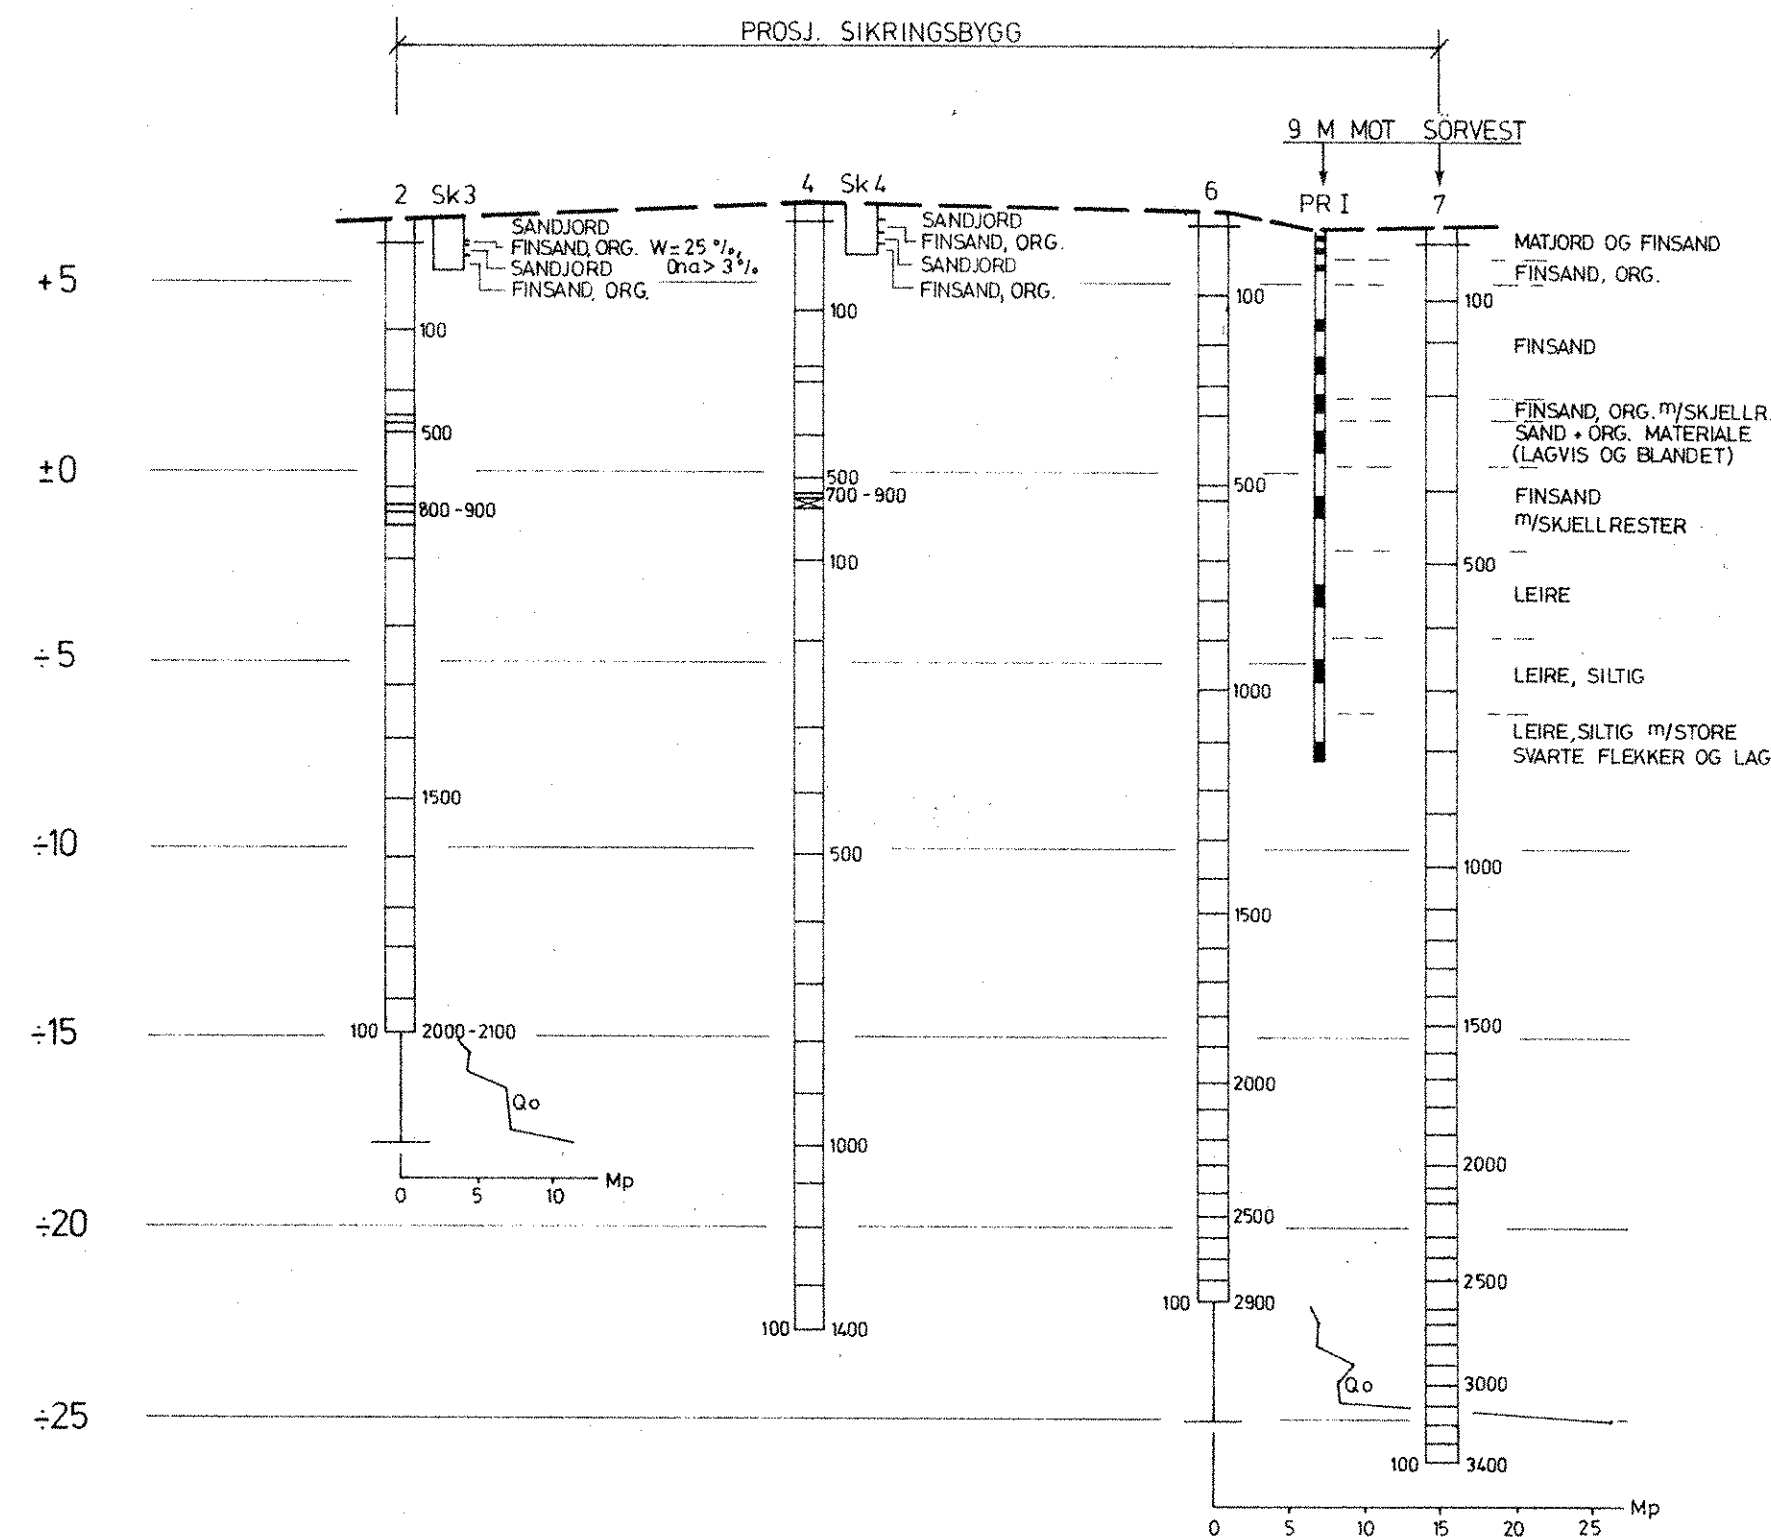 PROSJ. SIKRINGSBYGG
9 M MOT SÖRVEST
2 Sk3 4 Sk4 6 PR I 7
SANDJORD
FINSAND, ORG. W=25 %,
SANDJORD Ona> 3%
FINSAND, ORG.
SANDJORD
FINSAND, ORG.
SANDJORD
FINSAND, ORG.
MATJORD OG FINSAND
FINSAND, ORG.
FINSAND
FINSAND, ORG. m/SKJELLR.
SAND + ORG. MATERIALE
(LAGVIS OG BLANDET)
FINSAND
m/SKJELLRESTER
LEIRE
LEIRE, SILTIG
LEIRE, SILTIG m/STORE
SVARTE FLEKKER OG LAG
+5
±0
÷5
÷10
÷15
÷20
÷25
100
500
800-900
1500
100 2000-2100
Qo
0 5 10 Mp
100
500
700-900
100
500
1000
100 1400
100
500
1000
1500
2000
2500
100 2900
Qo
100
500
1000
1500
2000
2500
3000
100 3400
0 5 10 15 20 25 Mp